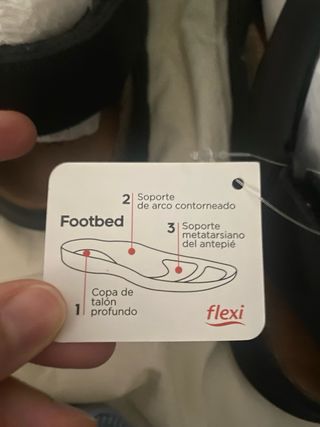 Footbed
1
Copa de
talón
profundo
2
Soporte
de arco contorneado
3
Soporte
metatarsiano
del antepié
flexi